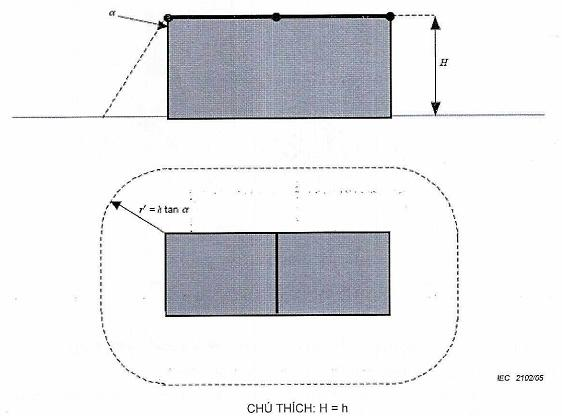 α
H
r' = h tan α
IEC 2102/05
CHÚ THÍCH: H = h